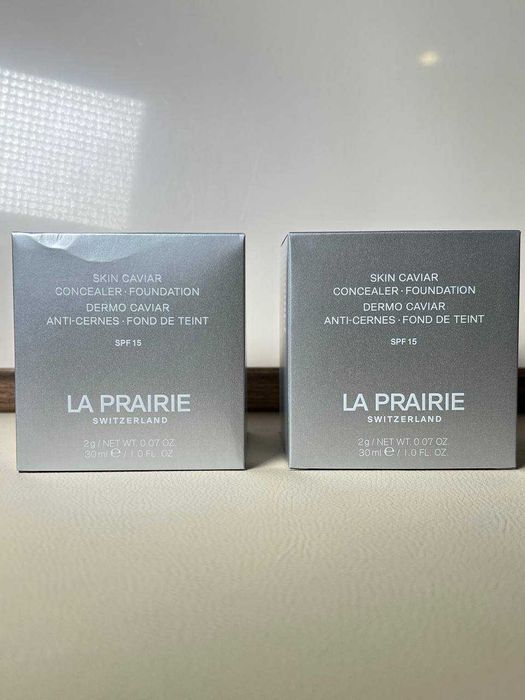 SKIN CAVIAR
CONCEALER · FOUNDATION
DERMO CAVIAR
ANTI-CERNES · FOND DE TEINT
SPF 15
LA PRAIRIE
SWITZERLAND
2g / NET WT. 0.07 OZ.
30ml ℮ / 1.0 FL. OZ.
SKIN CAVIAR
CONCEALER · FOUNDATION
DERMO CAVIAR
ANTI-CERNES · FOND DE TEINT
SPF 15
LA PRAIRIE
SWITZERLAND
2g / NET WT. 0.07 OZ.
30ml ℮ / 1.0 FL. OZ.